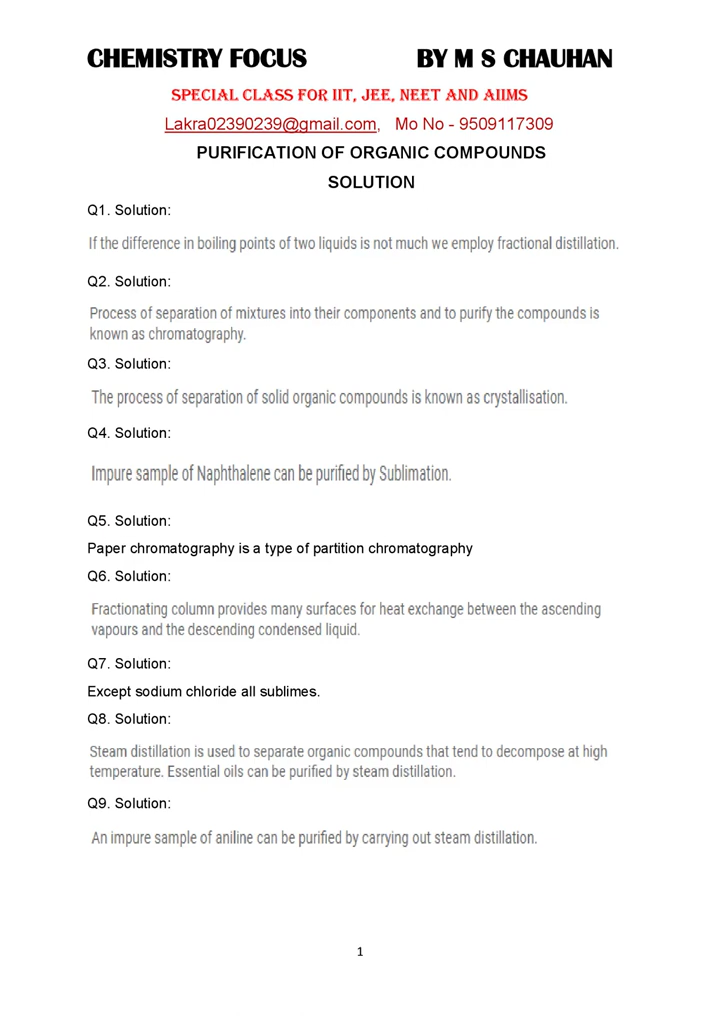 CHEMISTRY FOCUS BY M S CHAUHAN
SPECIAL CLASS FOR IIT, JEE, NEET AND AIIMS
Lakra02390239@gmail.com, Mo No - 9509117309
PURIFICATION OF ORGANIC COMPOUNDS
SOLUTION
Q1. Solution:
If the difference in boiling points of two liquids is not much we employ fractional distillation.
Q2. Solution:
Process of separation of mixtures into their components and to purify the compounds is
known as chromatography.
Q3. Solution:
The process of separation of solid organic compounds is known as crystallisation.
Q4. Solution:
Impure sample of Naphthalene can be purified by Sublimation.
Q5. Solution:
Paper chromatography is a type of partition chromatography
Q6. Solution:
Fractionating column provides many surfaces for heat exchange between the ascending
vapours and the descending condensed liquid.
Q7. Solution:
Except sodium chloride all sublimes.
Q8. Solution:
Steam distillation is used to separate organic compounds that tend to decompose at high
temperature. Essential oils can be purified by steam distillation.
Q9. Solution:
An impure sample of aniline can be purified by carrying out steam distillation.
1